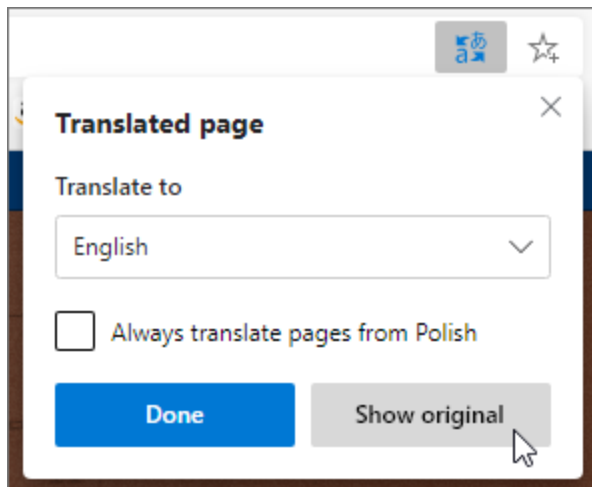 Translated page
Translate to
English
Always translate pages from Polish
Done
Show original